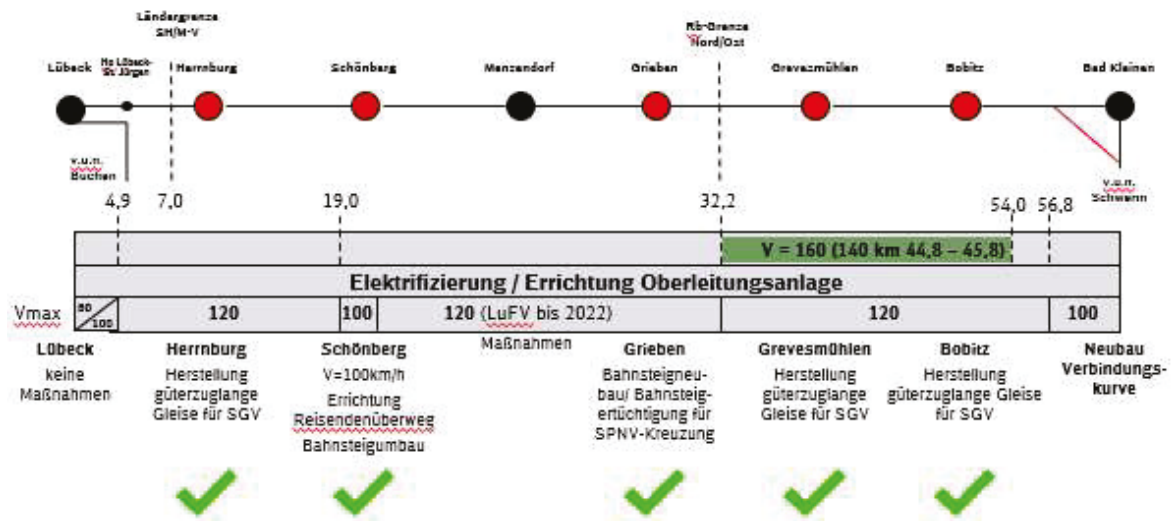 Ländergrenze
SH/M-V
Rb-Grenze
Nord/Ost
Lübeck
Hp Lübeck-
St. Jürgen
Herrnburg
Schönberg
Menzendorf
Grieben
Grevesmühlen
Bobitz
Bad Kleinen
v.u.n.
Büchen
v.u.n.
Schwerin
4,9
7,0
19,0
32,2
54,0
56,8
V = 160 (140 km 44,8 – 45,8)
Elektrifizierung / Errichtung Oberleitungsanlage
Vmax
80
100
120
100
120 (LuFV bis 2022)
120
100
Lübeck
keine
Maßnahmen
Herrnburg
Herstellung
güterzuglange
Gleise für SGV
Schönberg
V=100km/h
Errichtung
Reisendenüberweg
Bahnsteigumbau
Maßnahmen
Grieben
Bahnsteigneu-
bau/ Bahnsteig-
ertüchtigung für
SPNV-Kreuzung
Grevesmühlen
Herstellung
güterzuglange
Gleise für SGV
Bobitz
Herstellung
güterzuglange Gleise
für SGV
Neubau
Verbindungs-
kurve